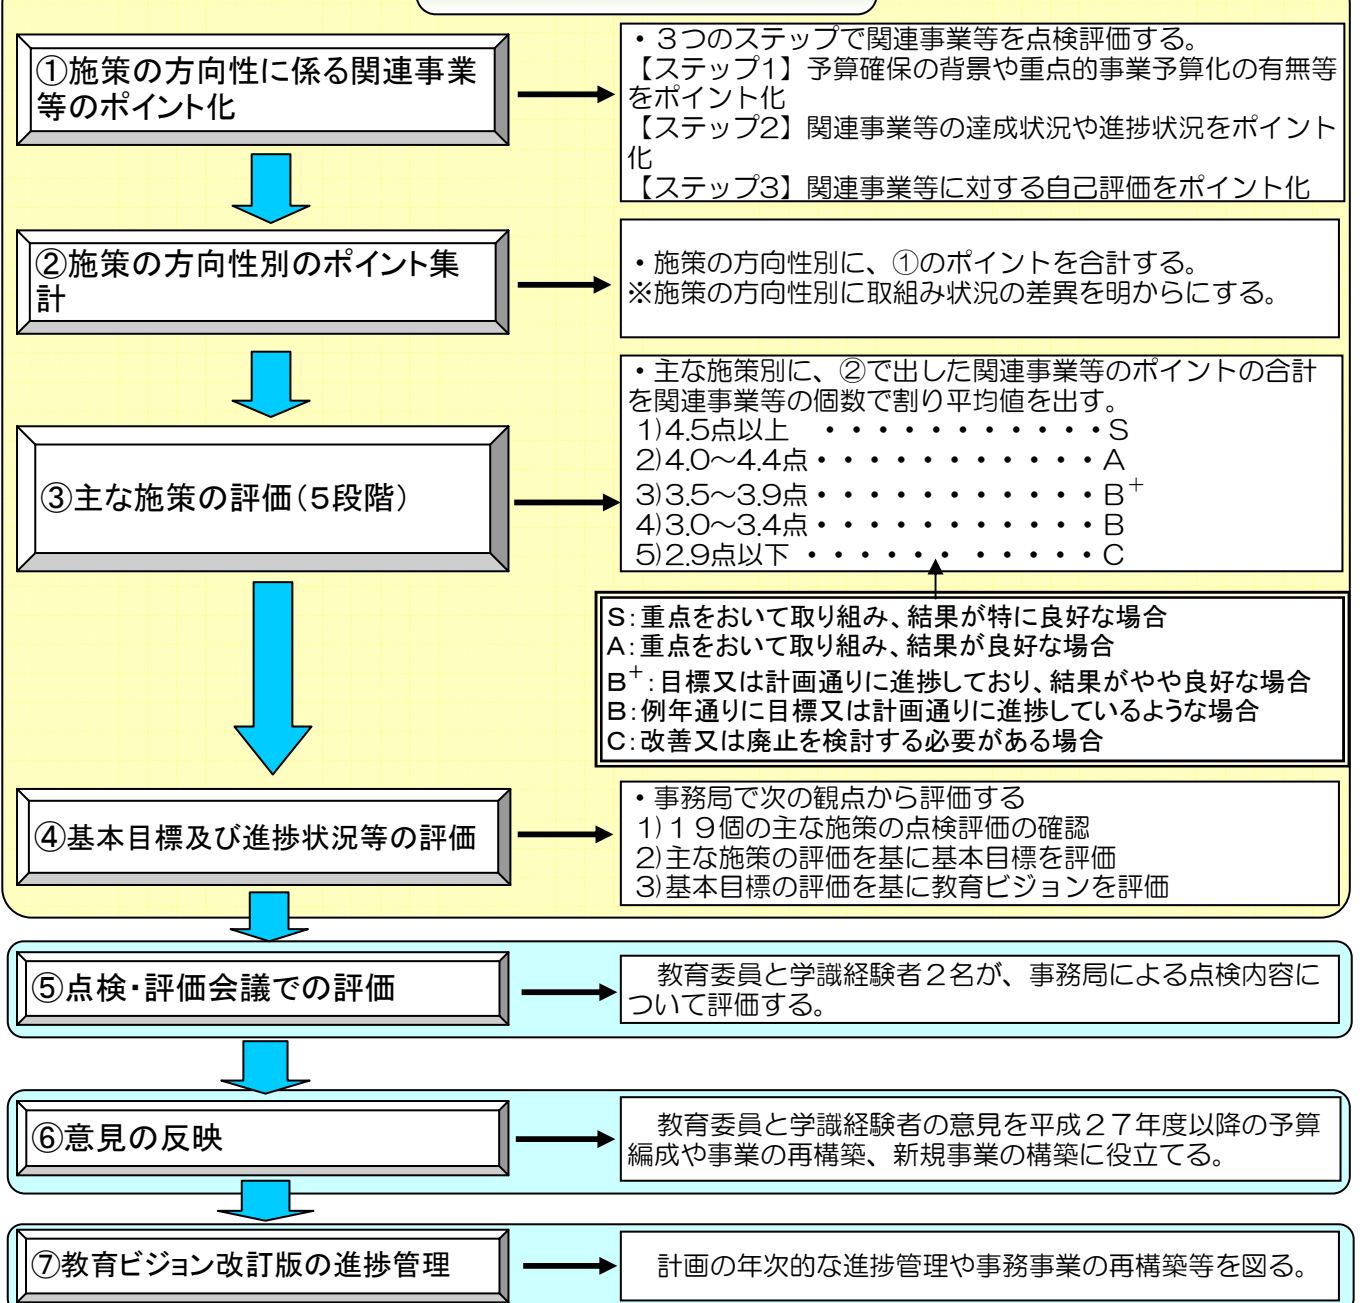 ①施策の方向性に係る関連事業
等のポイント化
・３つのステップで関連事業等を点検評価する。
【ステップ1】予算確保の背景や重点的事業予算化の有無等
をポイント化
【ステップ2】関連事業等の達成状況や進捗状況をポイント
化
【ステップ3】関連事業等に対する自己評価をポイント化
②施策の方向性別のポイント集
計
・施策の方向性別に、①のポイントを合計する。
※施策の方向性別に取組み状況の差異を明からにする。
③主な施策の評価（５段階）
・主な施策別に、②で出した関連事業等のポイントの合計
を関連事業等の個数で割り平均値を出す。
1)4.5点以上　・・・・・・・・・・・S
2)4.0～4.4点・・・・・・・・・・・A
3)3.5～3.9点・・・・・・・・・・・B⁺
4)3.0～3.4点・・・・・・・・・・・B
5)2.9点以下 ・・・・・・ ・・・・・C
S：重点をおいて取り組み、結果が特に良好な場合
A：重点をおいて取り組み、結果が良好な場合
B⁺：目標又は計画通りに進捗しており、結果がやや良好な場合
B：例年通りに目標又は計画通りに進捗しているような場合
C：改善又は廃止を検討する必要がある場合
④基本目標及び進捗状況等の評価
・事務局で次の観点から評価する
1)１９個の主な施策の点検評価の確認
2)主な施策の評価を基に基本目標を評価
3)基本目標の評価を基に教育ビジョンを評価
⑤点検・評価会議での評価
教育委員と学識経験者２名が、事務局による点検内容に
ついて評価する。
⑥意見の反映
教育委員と学識経験者の意見を平成２７年度以降の予算
編成や事業の再構築、新規事業の構築に役立てる。
⑦教育ビジョン改訂版の進捗管理
計画の年次的な進捗管理や事務事業の再構築等を図る。